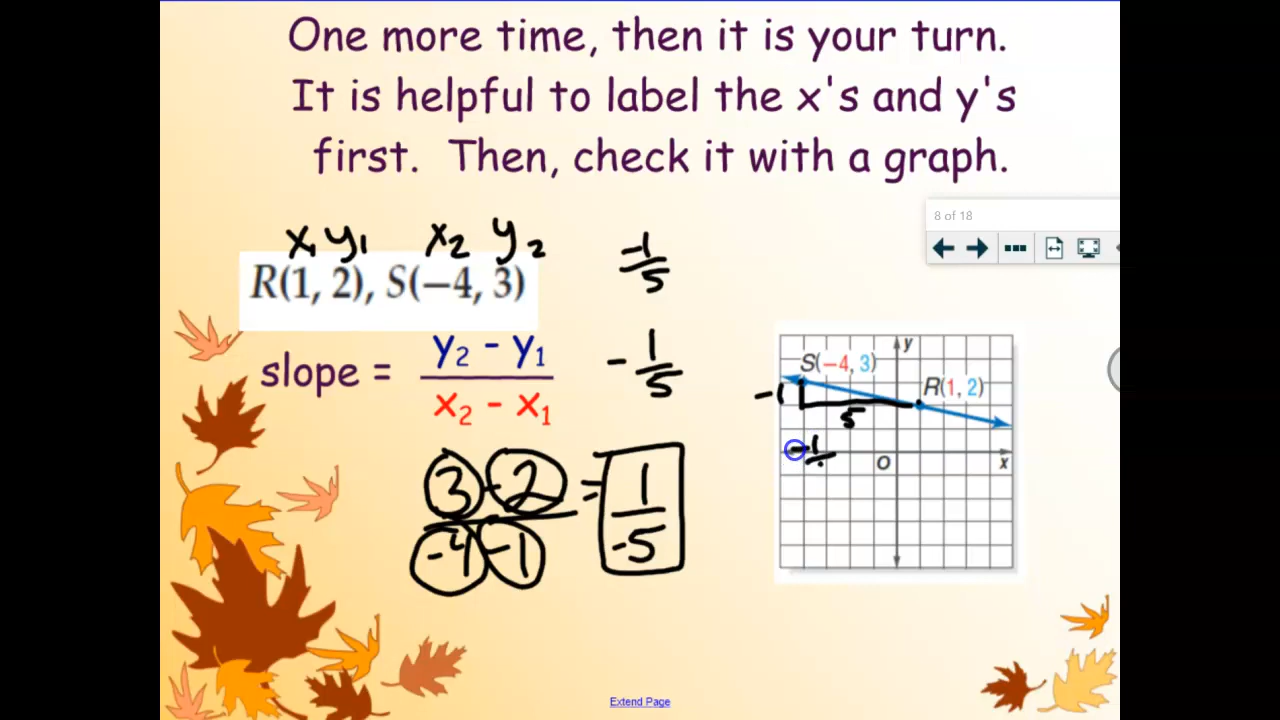 One more time, then it is your turn.
It is helpful to label the x's and y's
first. Then, check it with a graph.
8 of 18
x1 y1 x2 y2
R(1, 2), S(−4, 3)
-1/5
slope = y2 - y1 / x2 - x1
-1/5
3 - 2 / -4 - 1 = 1/-5
y
S(−4, 3)
R(1, 2)
-1
5
-1/
O
x
Extend Page